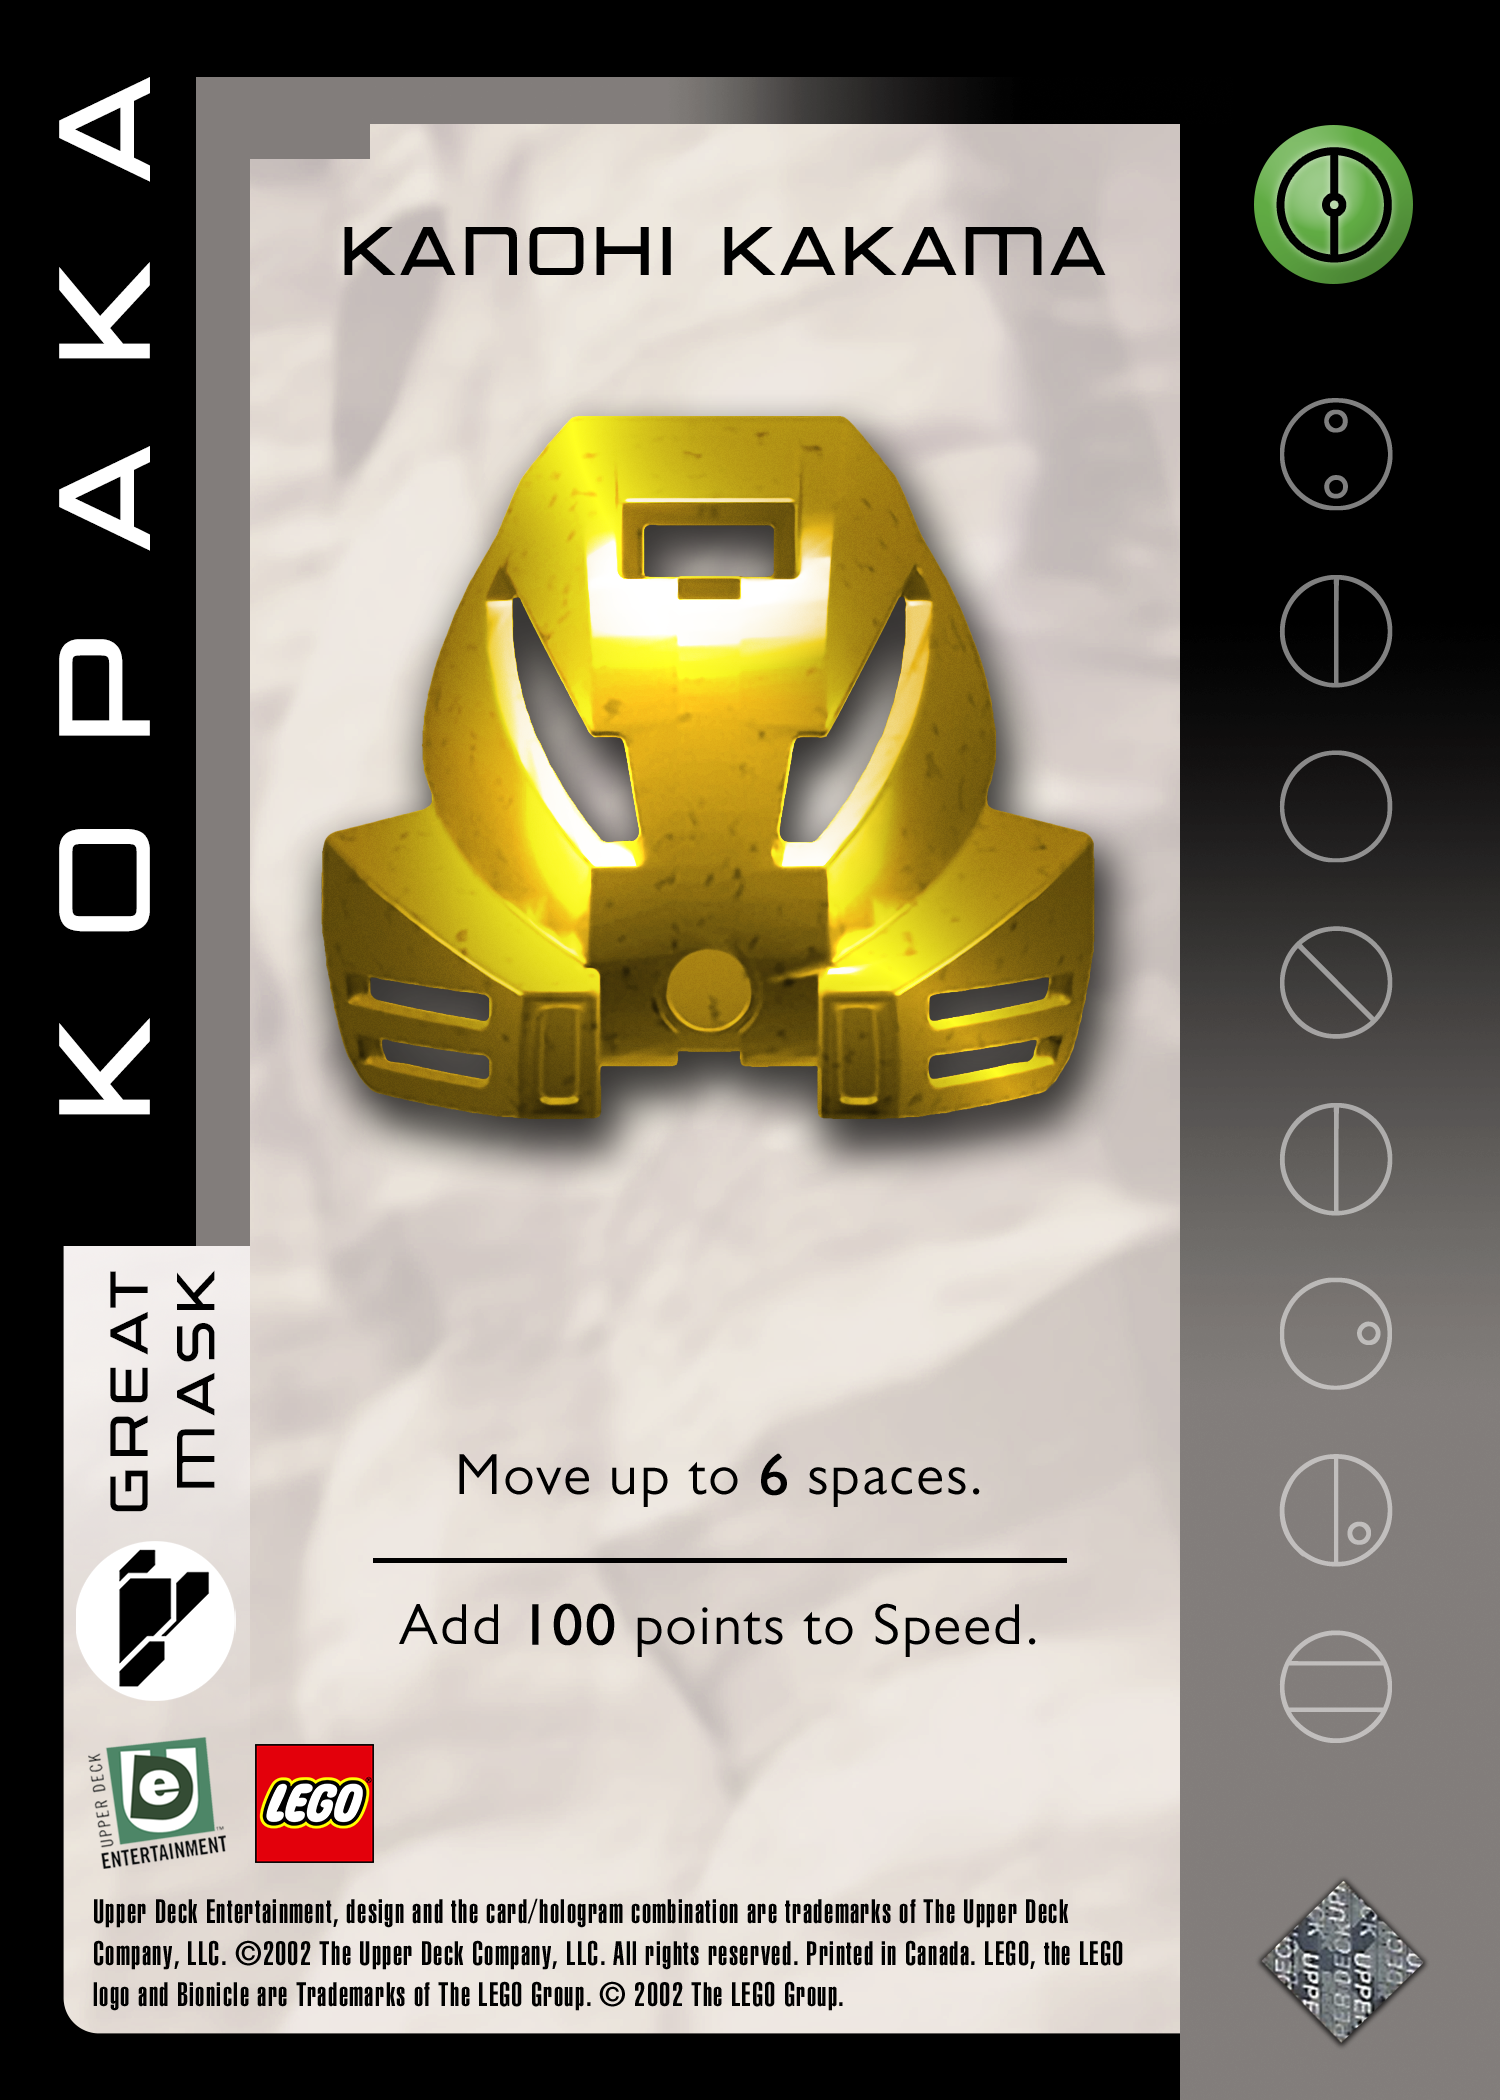 KOPAKA
KANOHI KAKAMA
GREAT
MASK
Move up to 6 spaces.
Add 100 points to Speed.
UPPER DECK
e
ENTERTAINMENT
™
LEGO
Upper Deck Entertainment, design and the card/hologram combination are trademarks of The Upper Deck
Company, LLC. ©2002 The Upper Deck Company, LLC. All rights reserved. Printed in Canada. LEGO, the LEGO
logo and Bionicle are Trademarks of The LEGO Group. © 2002 The LEGO Group.